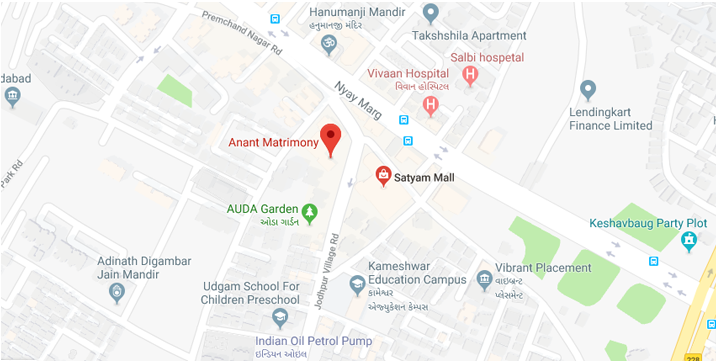 Premchand Nagar Rd
Hanumanji Mandir
હનુમાનજી મંદિર
Takshshila Apartment
Salbi hospetal
Vivaan Hospital
વિવાન હોસ્પિટલ
dabad
Nyay Marg
Lendingkart
Finance Limited
Anant Matrimony
Park Rd
Satyam Mall
AUDA Garden
ઓડા ગાર્ડન
Keshavbaug Party Plot
Jodhpur Village Rd
Adinath Digambar
Jain Mandir
Kameshwar
Education Campus
કામેશ્વર
એજ્યુકેશન કેમ્પસ
Vibrant Placement
વાઇબ્રન્ટ
પ્લેસમેન્ટ
Udgam School For
Children Preschool
Indian Oil Petrol Pump
ઇન્ડિયન ઓઇલ
228